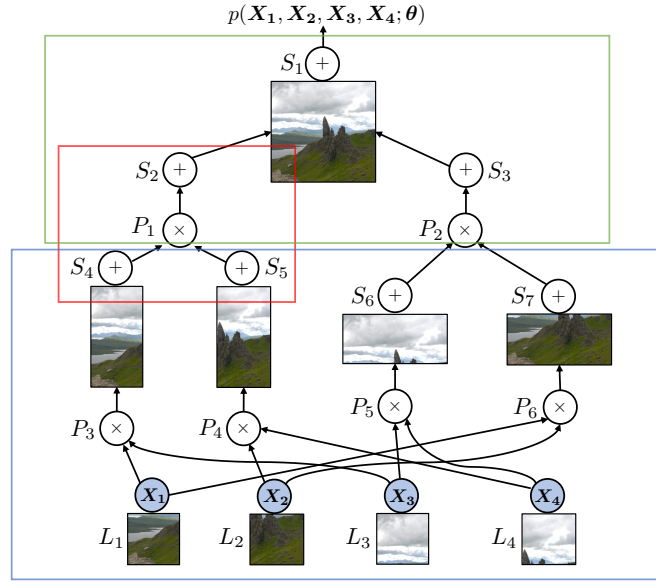 p(X₁, X₂, X₃, X₄; θ)
S₁ +
S₂ + + S₃
P₁ × P₂ ×
S₄ + + S₅
S₆ + S₇ +
P₃ × P₄ × P₅ × P₆ ×
X₁ X₂ X₃ X₄
L₁ L₂ L₃ L₄